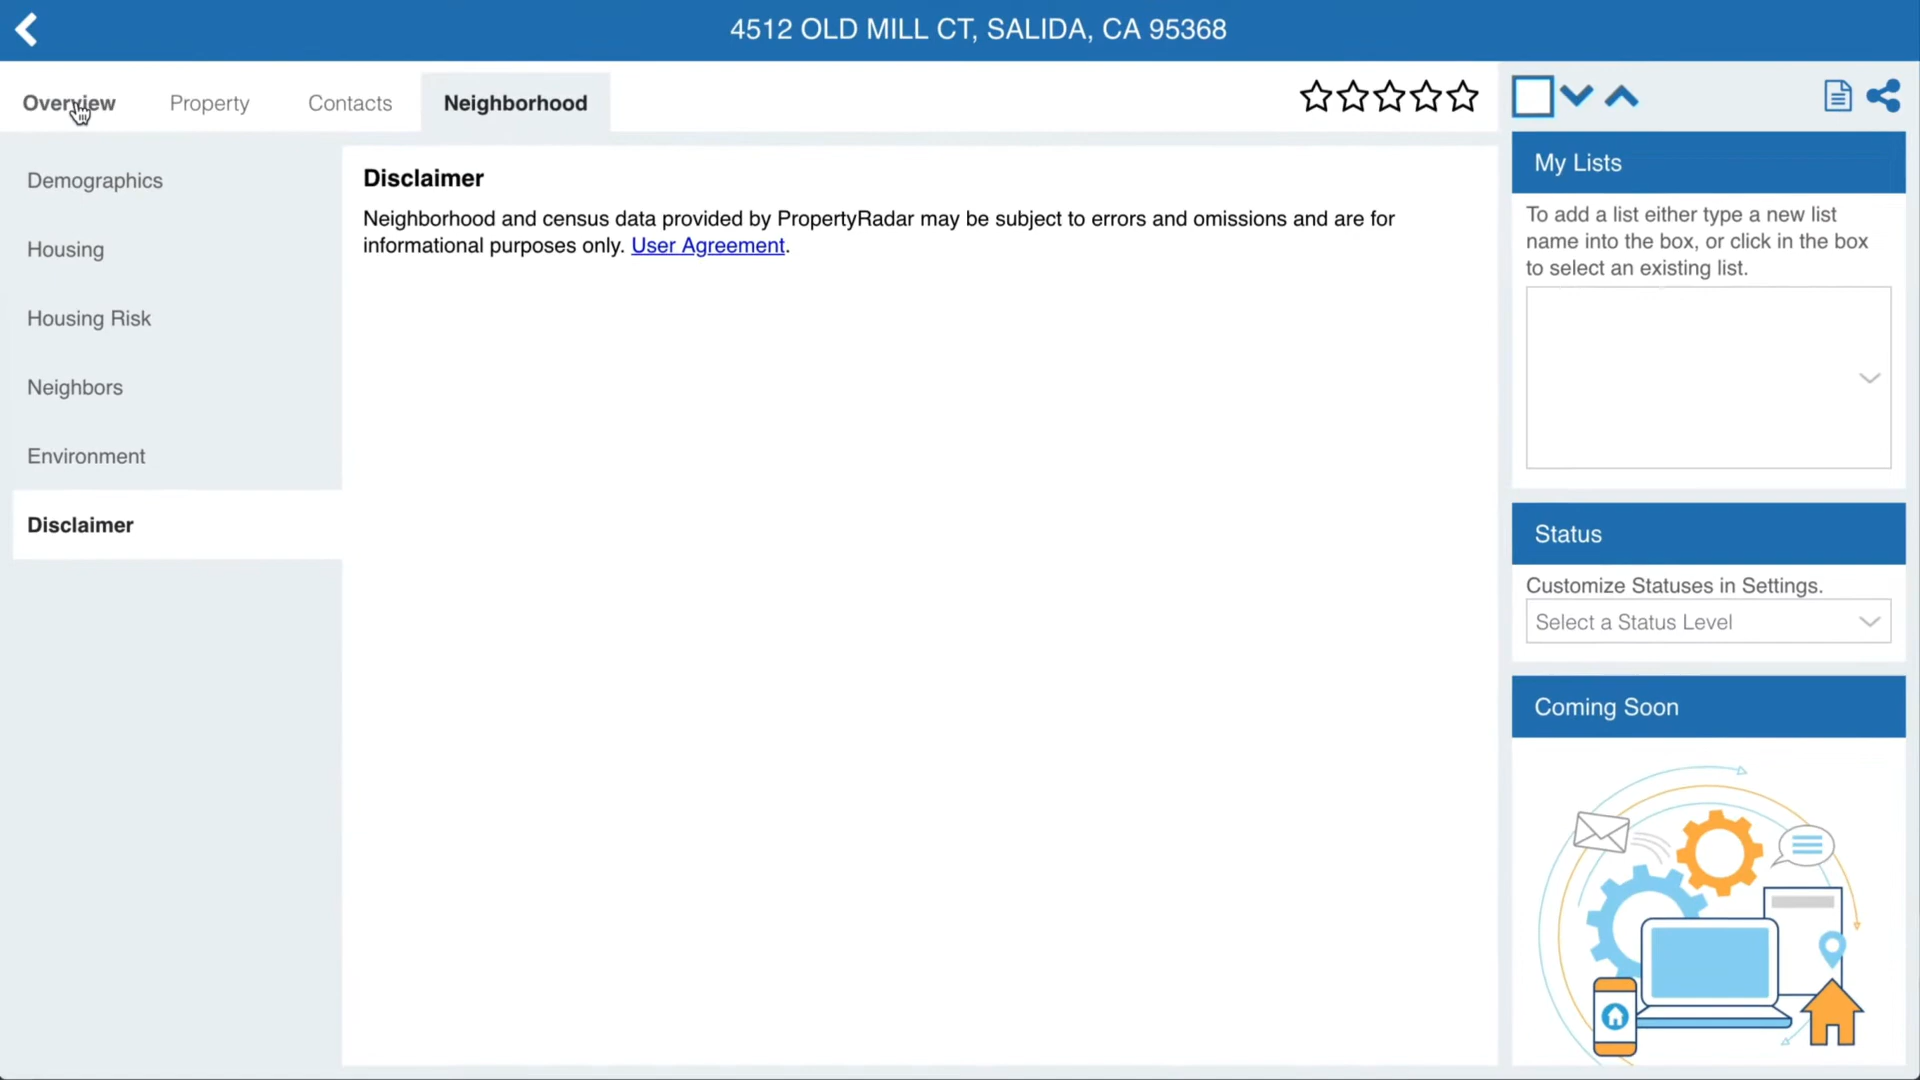 4512 OLD MILL CT, SALIDA, CA 95368
Overview
Property
Contacts
Neighborhood
Demographics
Housing
Housing Risk
Neighbors
Environment
Disclaimer
Disclaimer
Neighborhood and census data provided by PropertyRadar may be subject to errors and omissions and are for
informational purposes only. User Agreement.
My Lists
To add a list either type a new list
name into the box, or click in the box
to select an existing list.
Status
Customize Statuses in Settings.
Select a Status Level
Coming Soon